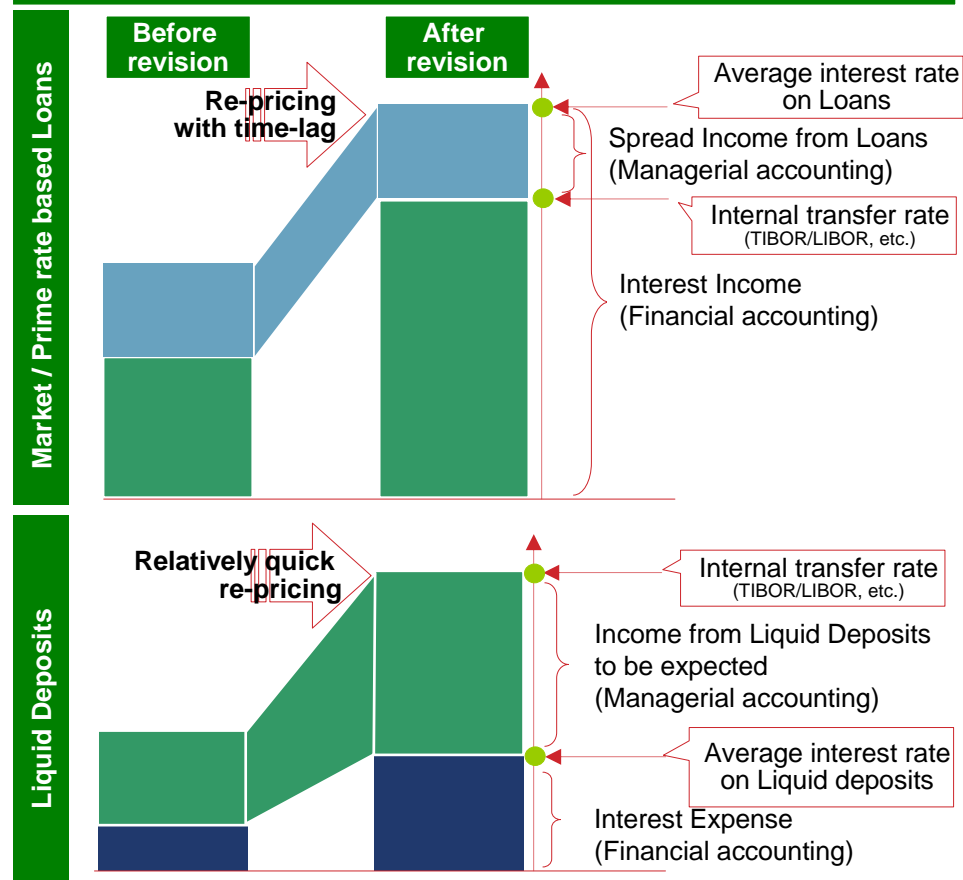 Market / Prime rate based Loans
Before
revision
After
revision
Re-pricing
with time-lag
Average interest rate
on Loans
Spread Income from Loans
(Managerial accounting)
Internal transfer rate
(TIBOR/LIBOR, etc.)
Interest Income
(Financial accounting)
Liquid Deposits
Relatively quick
re-pricing
Internal transfer rate
(TIBOR/LIBOR, etc.)
Income from Liquid Deposits
to be expected
(Managerial accounting)
Average interest rate
on Liquid deposits
Interest Expense
(Financial accounting)